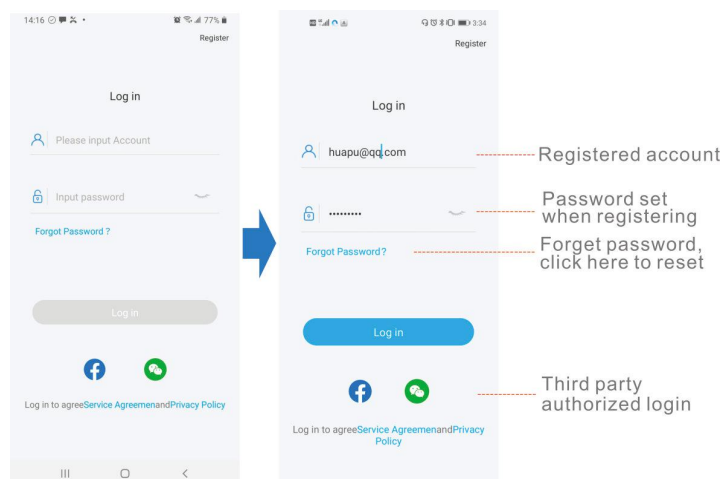 14:16
77%
Register
Log in
Please input Account
Input password
Forgot Password ?
Log in
Log in to agreeService AgreemenandPrivacy Policy
3:34
Register
Log in
huapu@qq.com
•••••••••
Forgot Password?
Log in
Log in to agreeService AgreemenandPrivacy
Policy
Registered account
Password set
when registering
Forget password,
click here to reset
Third party
authorized login